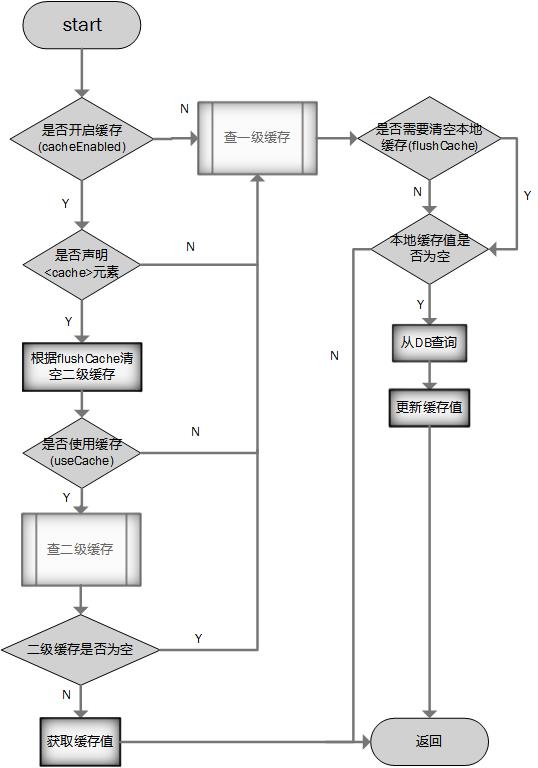 start
是否开启缓存
(cacheEnabled)
N
查一级缓存
是否需要清空本地
缓存(flushCache)
Y
N
Y
是否声明
<cache>元素
N
本地缓存值是
否为空
Y
Y
从DB查询
N
根据flushCache清
空二级缓存
更新缓存值
是否使用缓存
(useCache)
N
Y
查二级缓存
二级缓存是否为空
Y
N
获取缓存值
返回